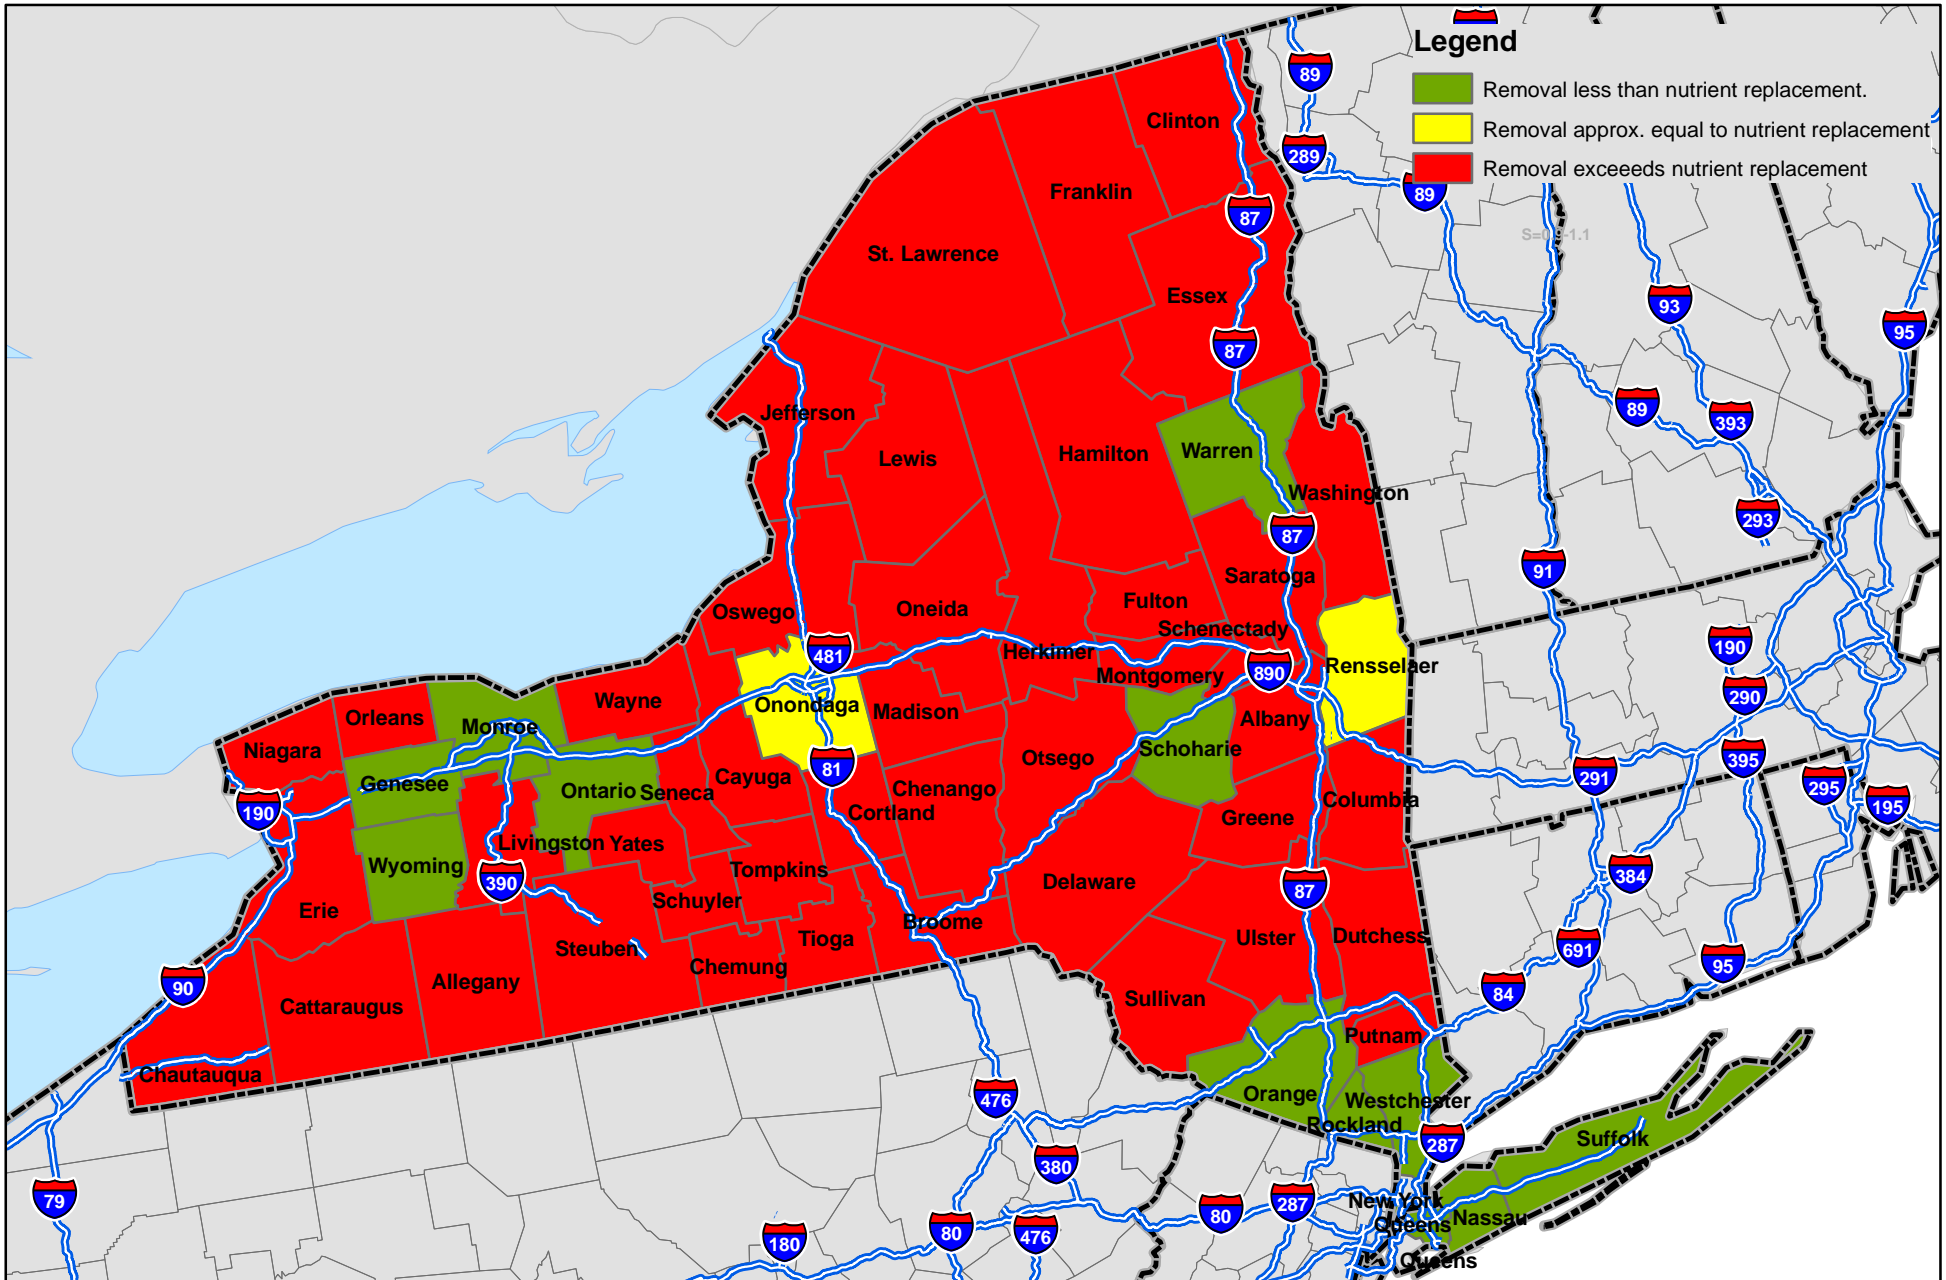 Legend
Removal less than nutrient replacement.
Removal approx. equal to nutrient replacement
Removal exceeeds nutrient replacement
89
289
89
Clinton
Franklin
87
St. Lawrence
Essex
93
95
87
Jefferson
89
393
Warren
Hamilton
Lewis
Washington
293
87
91
Saratoga
Fulton
Oneida
Oswego
Schenectady
190
Herkimer
481
Rensselaer
Montgomery
890
290
Wayne
Onondaga
Madison
Orleans
Albany
Monroe
Niagara
Schoharie
Otsego
395
81
291
Cayuga
Genesee
295
Ontario
Seneca
Chenango
195
Columbia
190
Cortland
Greene
Livingston
Yates
Wyoming
Tompkins
384
390
Delaware
87
Schuyler
Erie
Broome
Ulster
Dutchess
Tioga
Steuben
691
95
Chemung
Allegany
90
84
Sullivan
Cattaraugus
Putnam
Chautauqua
476
Orange
Westchester
Rockland
Suffolk
287
380
79
New York
287
80
Nassau
Queens
80
476
180
Queens